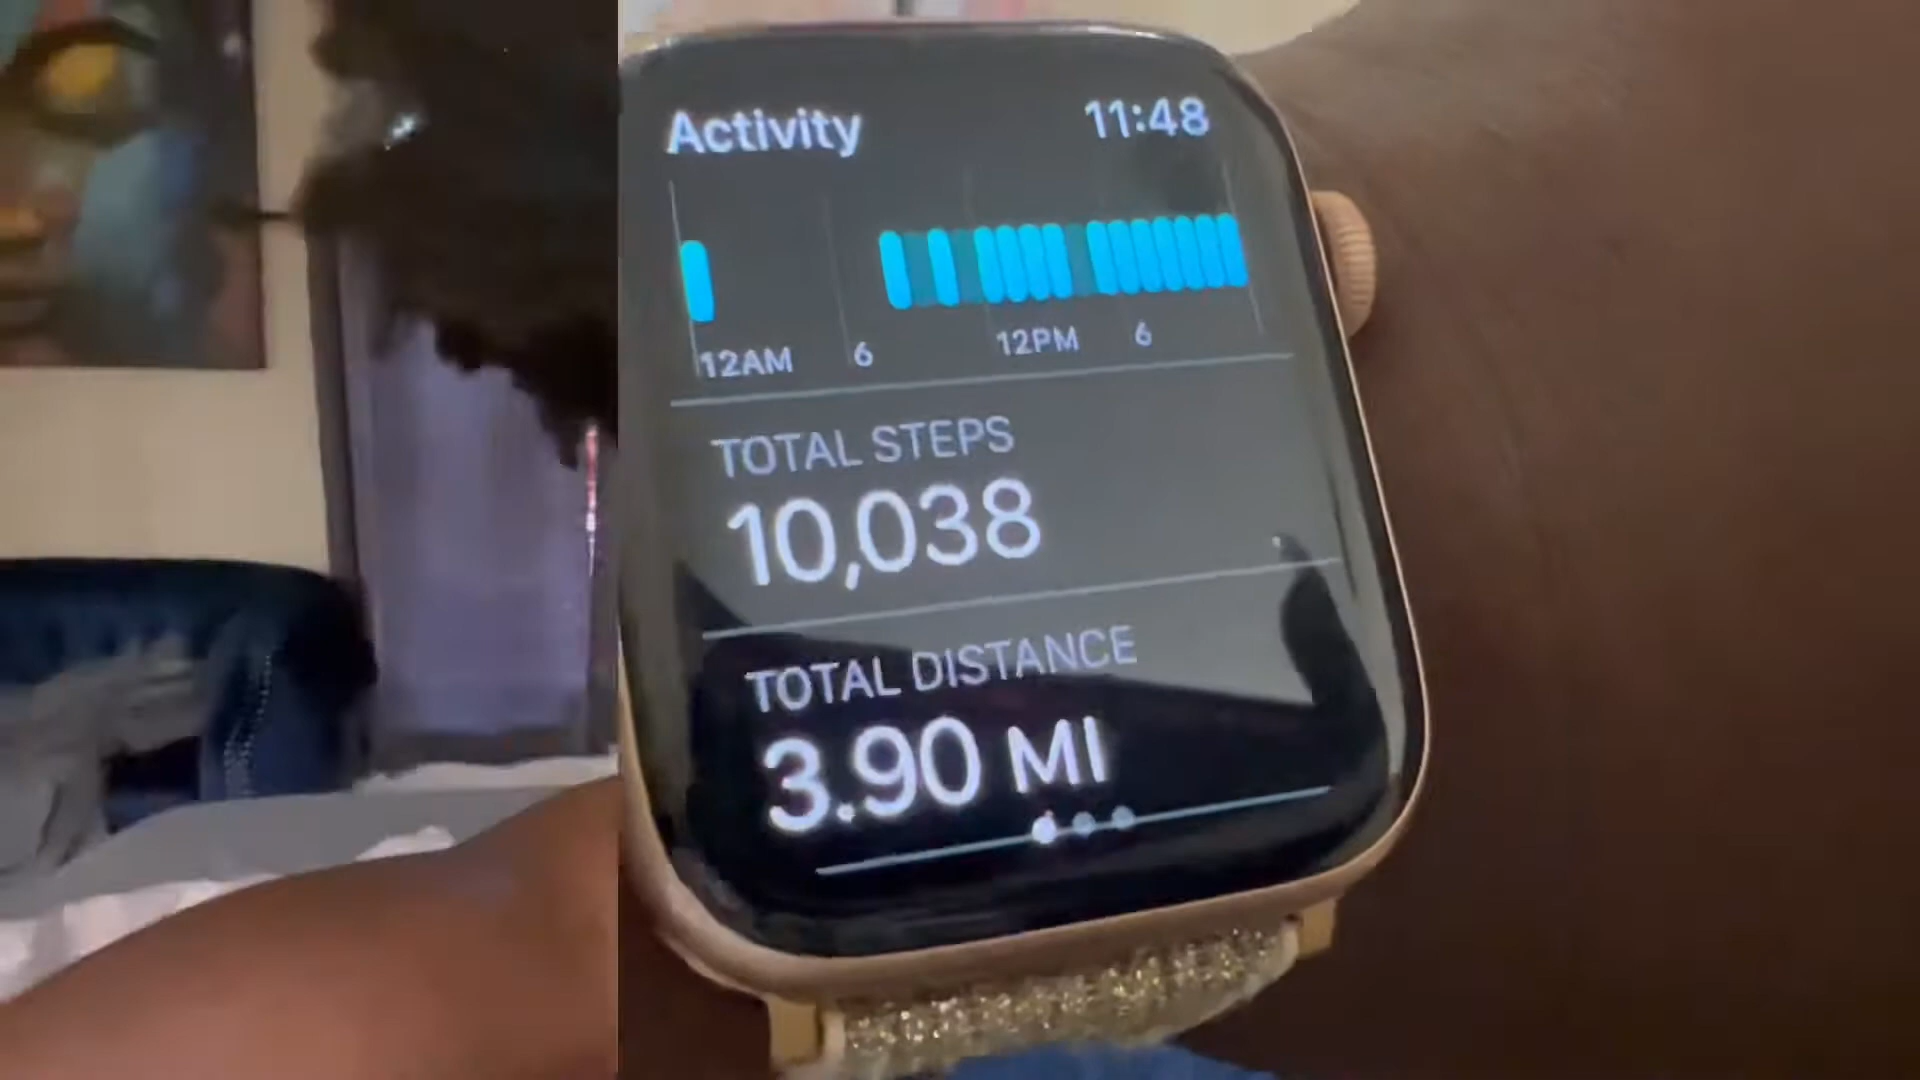 Activity 11:48
12AM 6 12PM 6
TOTAL STEPS
10,038
TOTAL DISTANCE
3.90 MI